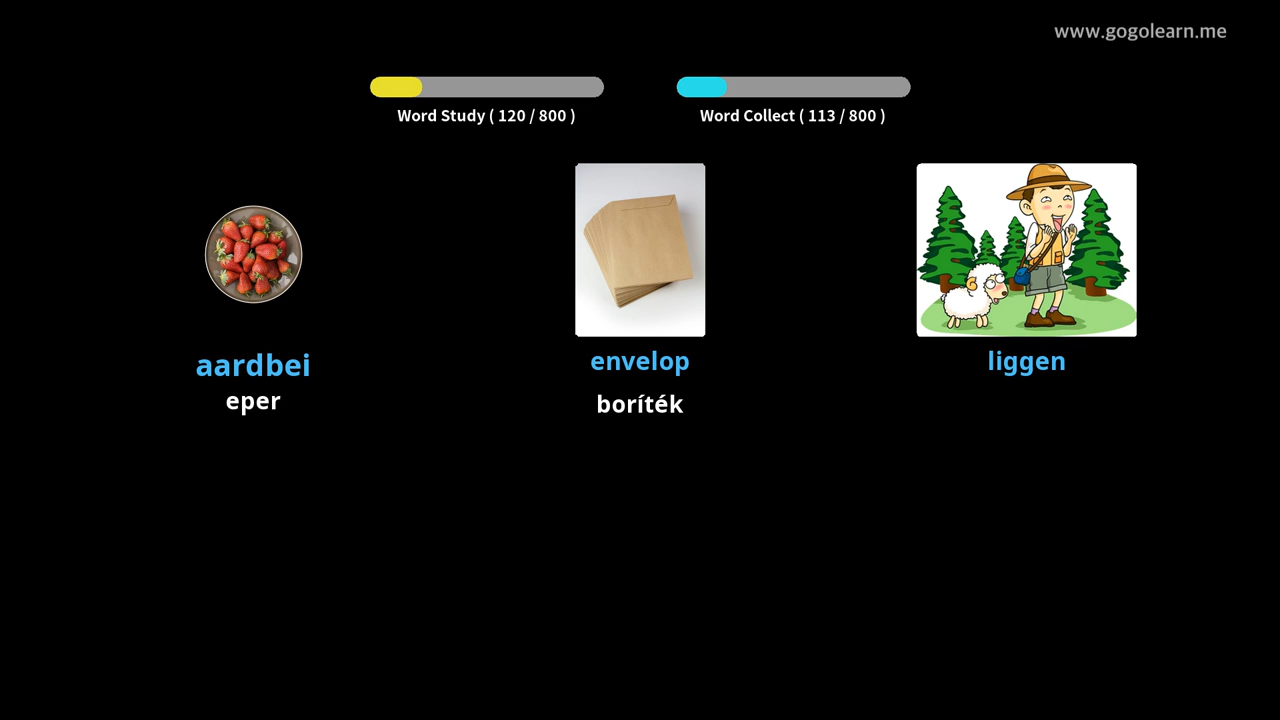 www.gogolearn.me
Word Study ( 120 / 800 )
Word Collect ( 113 / 800 )
aardbei
eper
envelop
boríték
liggen